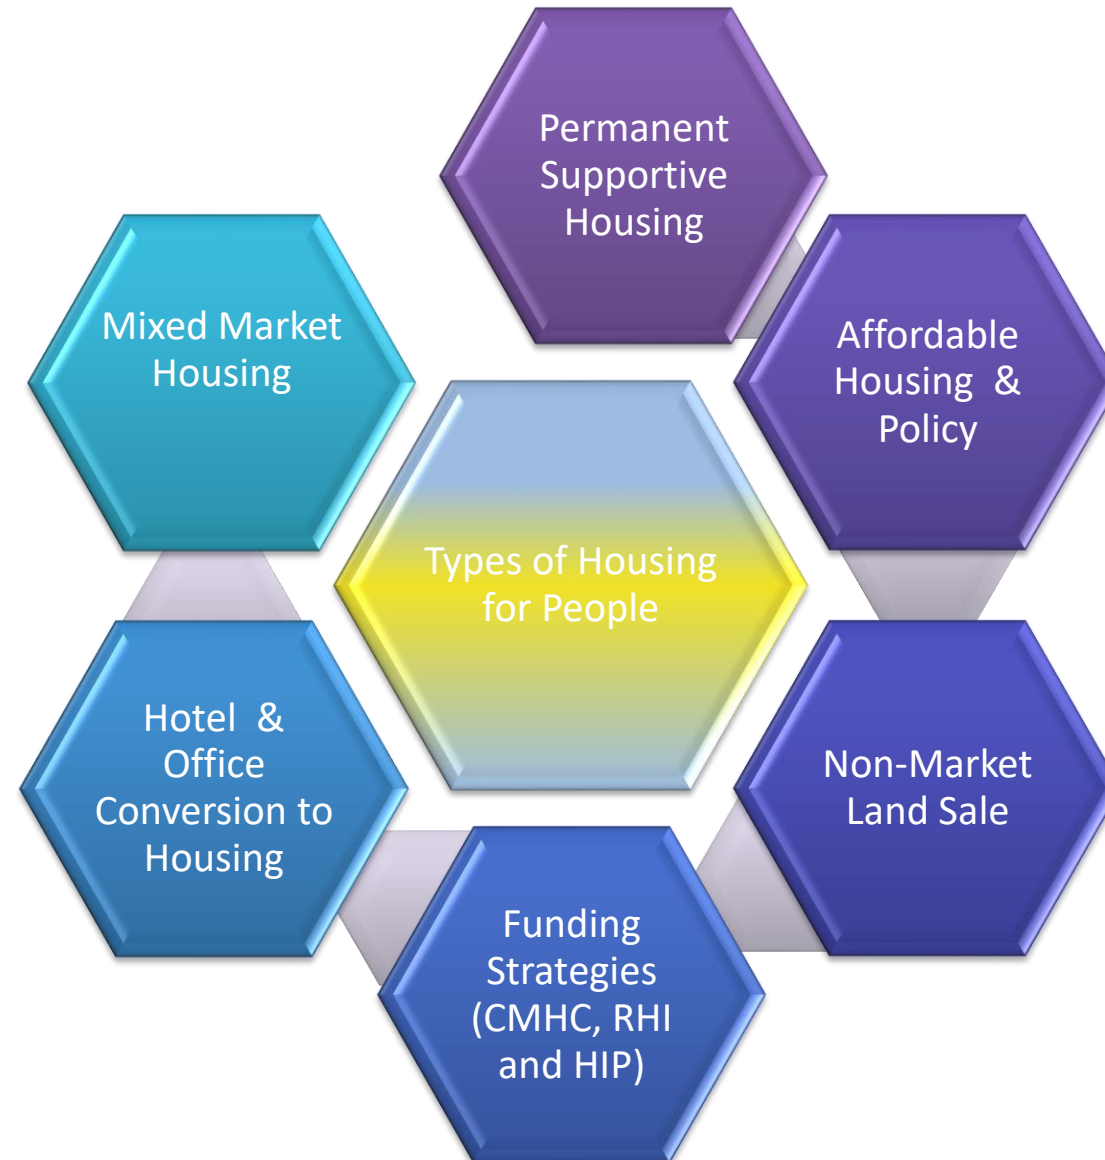 Permanent
Supportive
Housing
Affordable
Housing  &
Policy
Non-Market
Land Sale
Funding
Strategies
(CMHC, RHI
and HIP)
Hotel  &
Office
Conversion to
Housing
Mixed Market
Housing
Types of Housing
for People